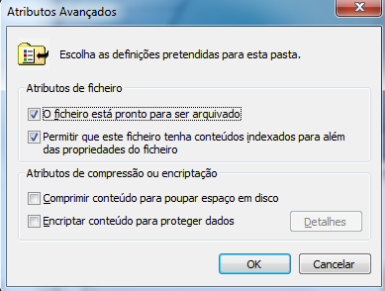 Atributos Avançados
Escolha as definições pretendidas para esta pasta.
Atributos de ficheiro
O ficheiro está pronto para ser arquivado
Permitir que este ficheiro tenha conteúdos indexados para além
das propriedades do ficheiro
Atributos de compressão ou encriptação
Comprimir conteúdo para poupar espaço em disco
Encriptar conteúdo para proteger dados
Detalhes
OK
Cancelar